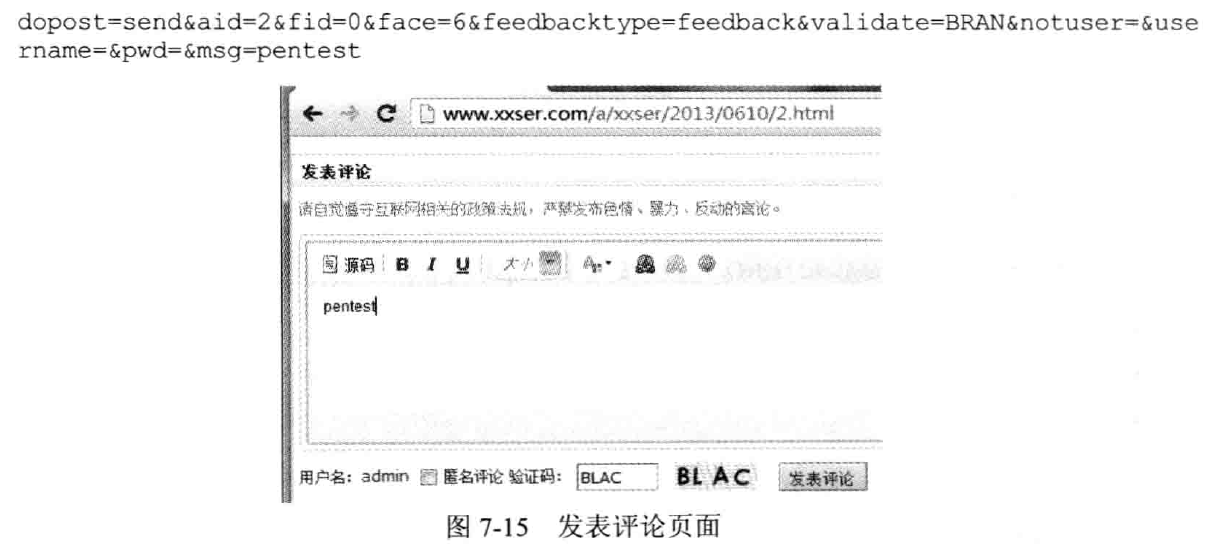 dopost=send&aid=2&fid=0&face=6&feedbacktype=feedback&validate=BRAN&notuser=&use
rname=&pwd=&msg=pentest
www.xxser.com/a/xxser/2013/0610/2.html
发表评论
请自觉遵守互联网相关的政策法规，严禁发布色情、暴力、反动的言论。
源码 B I U 大小 A
pentest
用户名: admin 匿名评论 验证码: BLAC BLAC 发表评论
图 7-15 发表评论页面